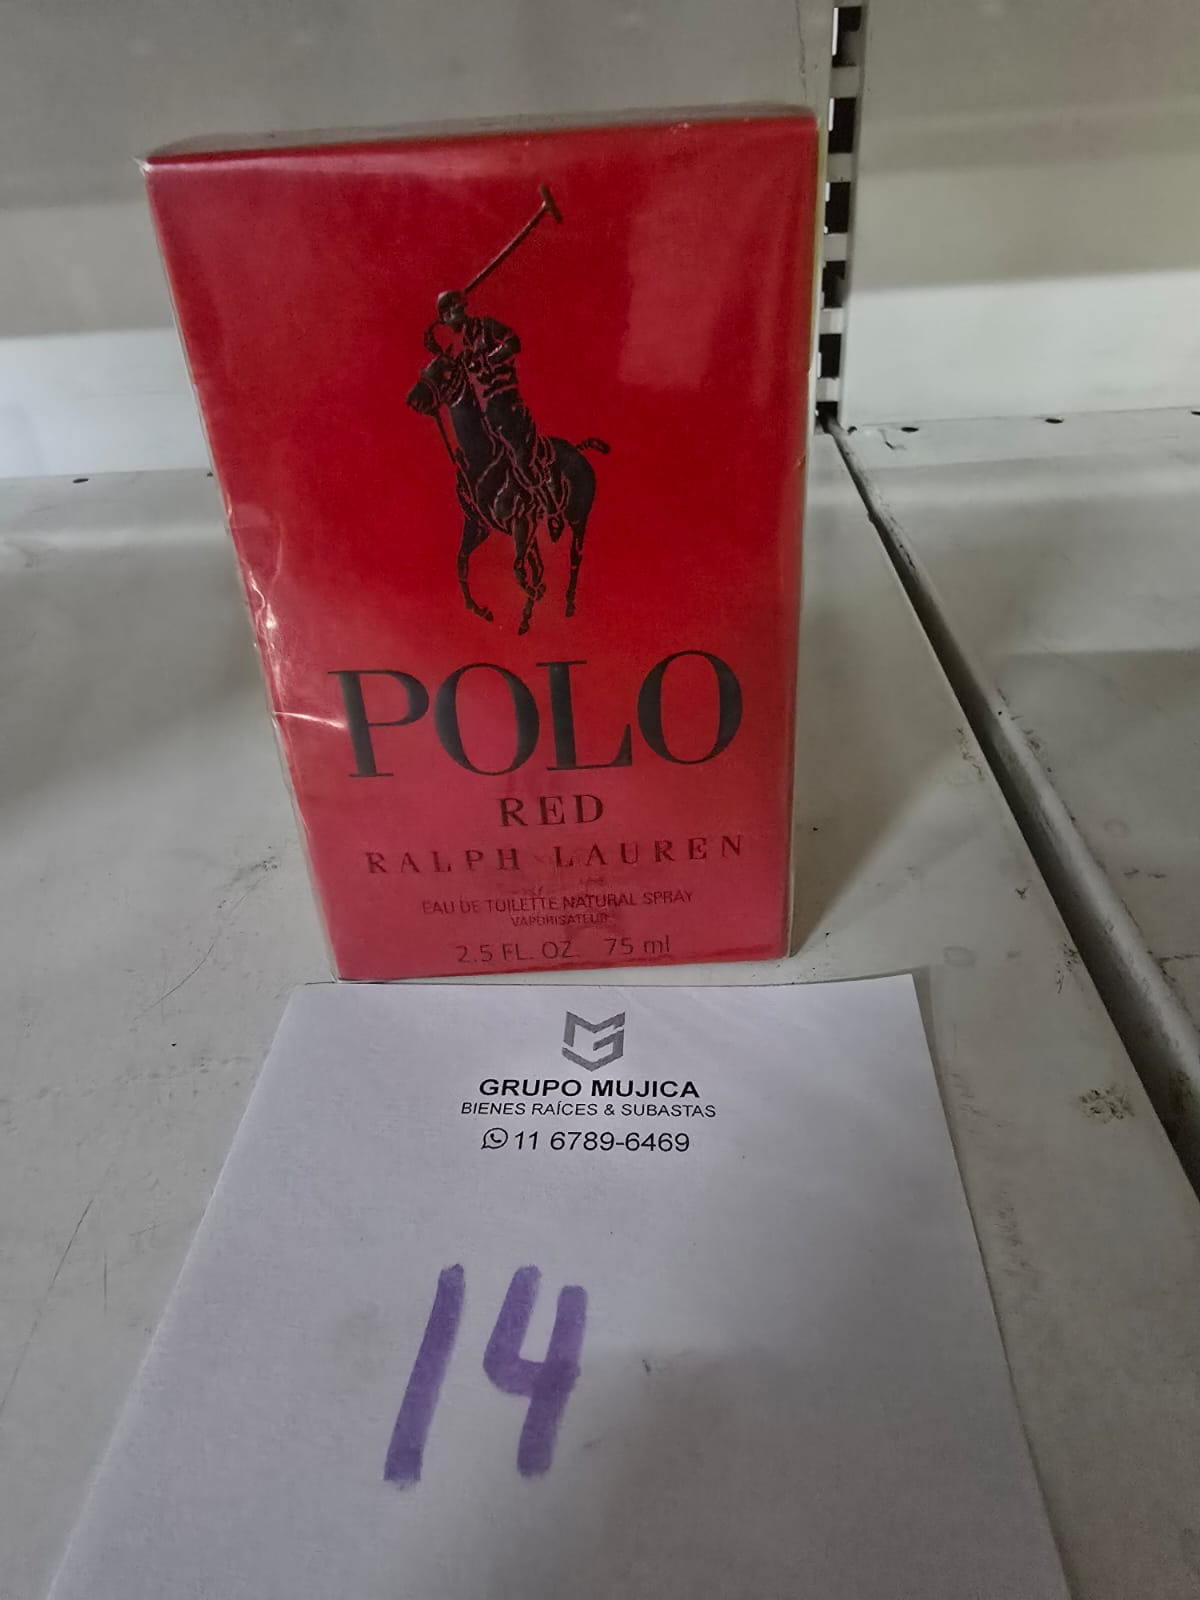 POLO
RED
RALPH LAUREN
EAU DE TOILETTE NATURAL SPRAY
VAPORISATEUR
2.5 FL. OZ. 75 ml
GRUPO MUJICA
BIENES RAÍCES & SUBASTAS
11 6789-6469
14